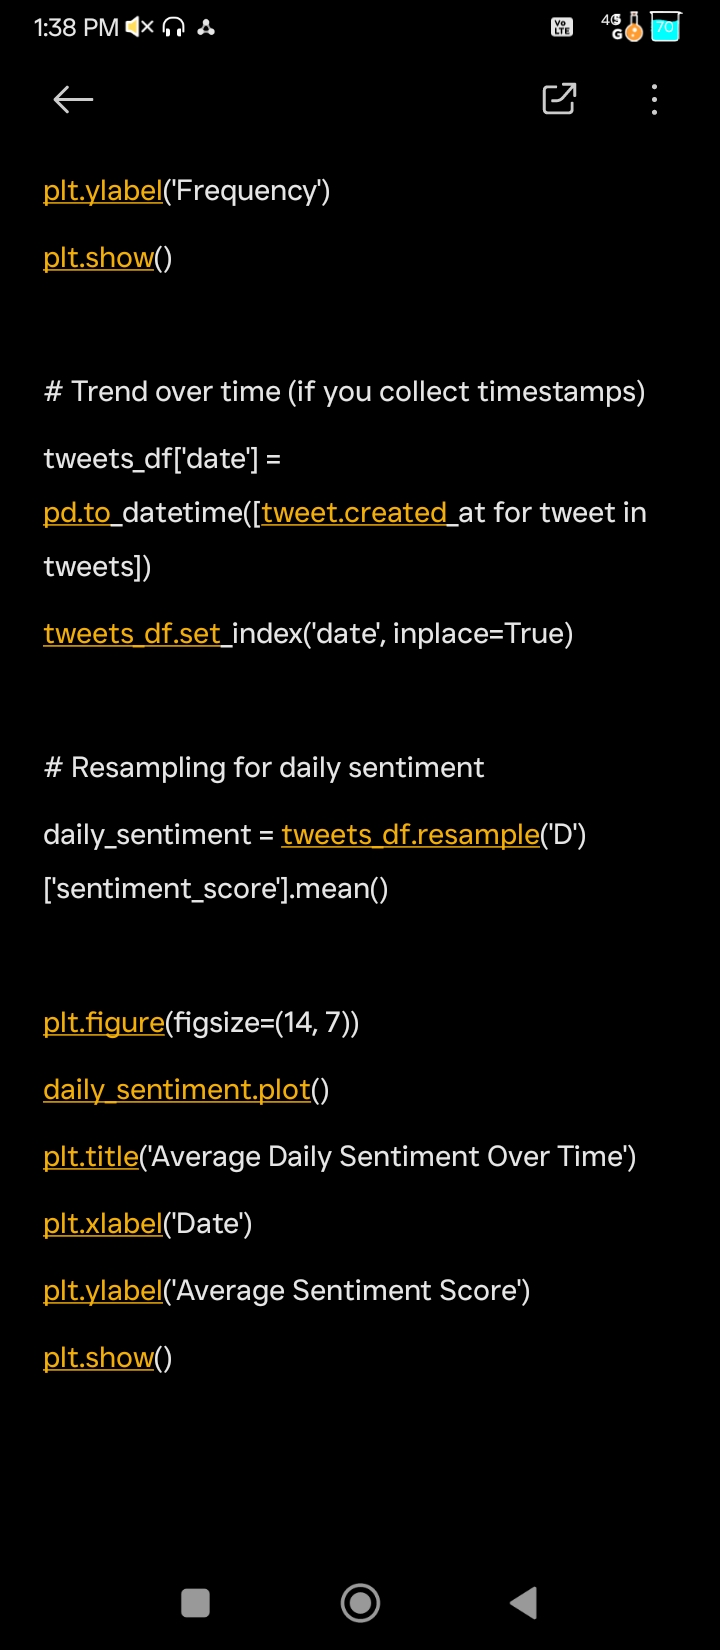 1:38 PM
Vo
LTE
4G 5
G
70
plt.ylabel('Frequency')
plt.show()
# Trend over time (if you collect timestamps)
tweets_df['date'] =
pd.to_datetime([tweet.created_at for tweet in
tweets])
tweets_df.set_index('date', inplace=True)
# Resampling for daily sentiment
daily_sentiment = tweets_df.resample('D')
['sentiment_score'].mean()
plt.figure(figsize=(14, 7))
daily_sentiment.plot()
plt.title('Average Daily Sentiment Over Time')
plt.xlabel('Date')
plt.ylabel('Average Sentiment Score')
plt.show()